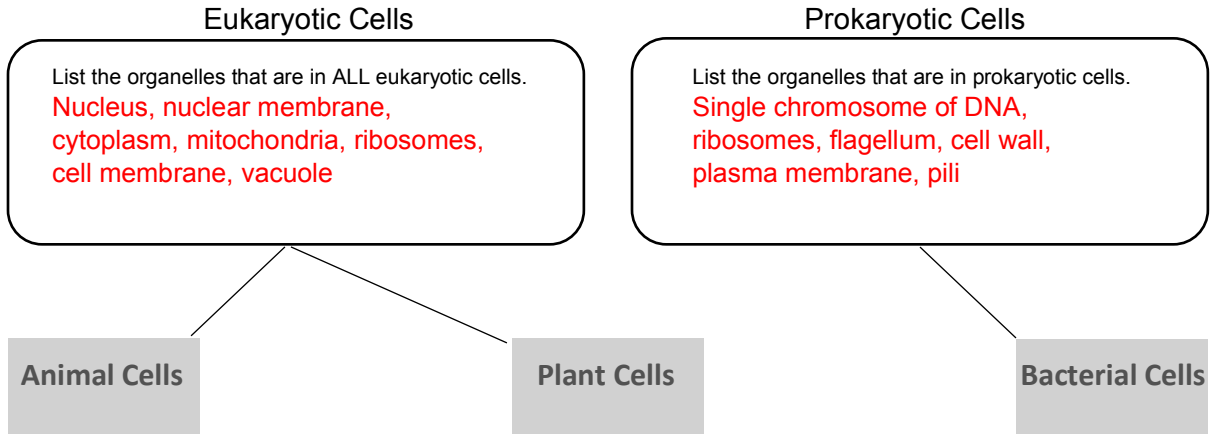 Eukaryotic Cells
List the organelles that are in ALL eukaryotic cells.
Nucleus, nuclear membrane,
cytoplasm, mitochondria, ribosomes,
cell membrane, vacuole
Prokaryotic Cells
List the organelles that are in prokaryotic cells.
Single chromosome of DNA,
ribosomes, flagellum, cell wall,
plasma membrane, pili
Animal Cells
Plant Cells
Bacterial Cells